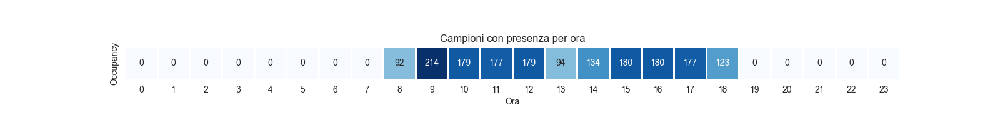 Campioni con presenza per ora
Occupancy
0 0 0 0 0 0 0 0 92 214 179 177 179 94 134 180 180 177 123 0 0 0 0 0
0 1 2 3 4 5 6 7 8 9 10 11 12 13 14 15 16 17 18 19 20 21 22 23
Ora